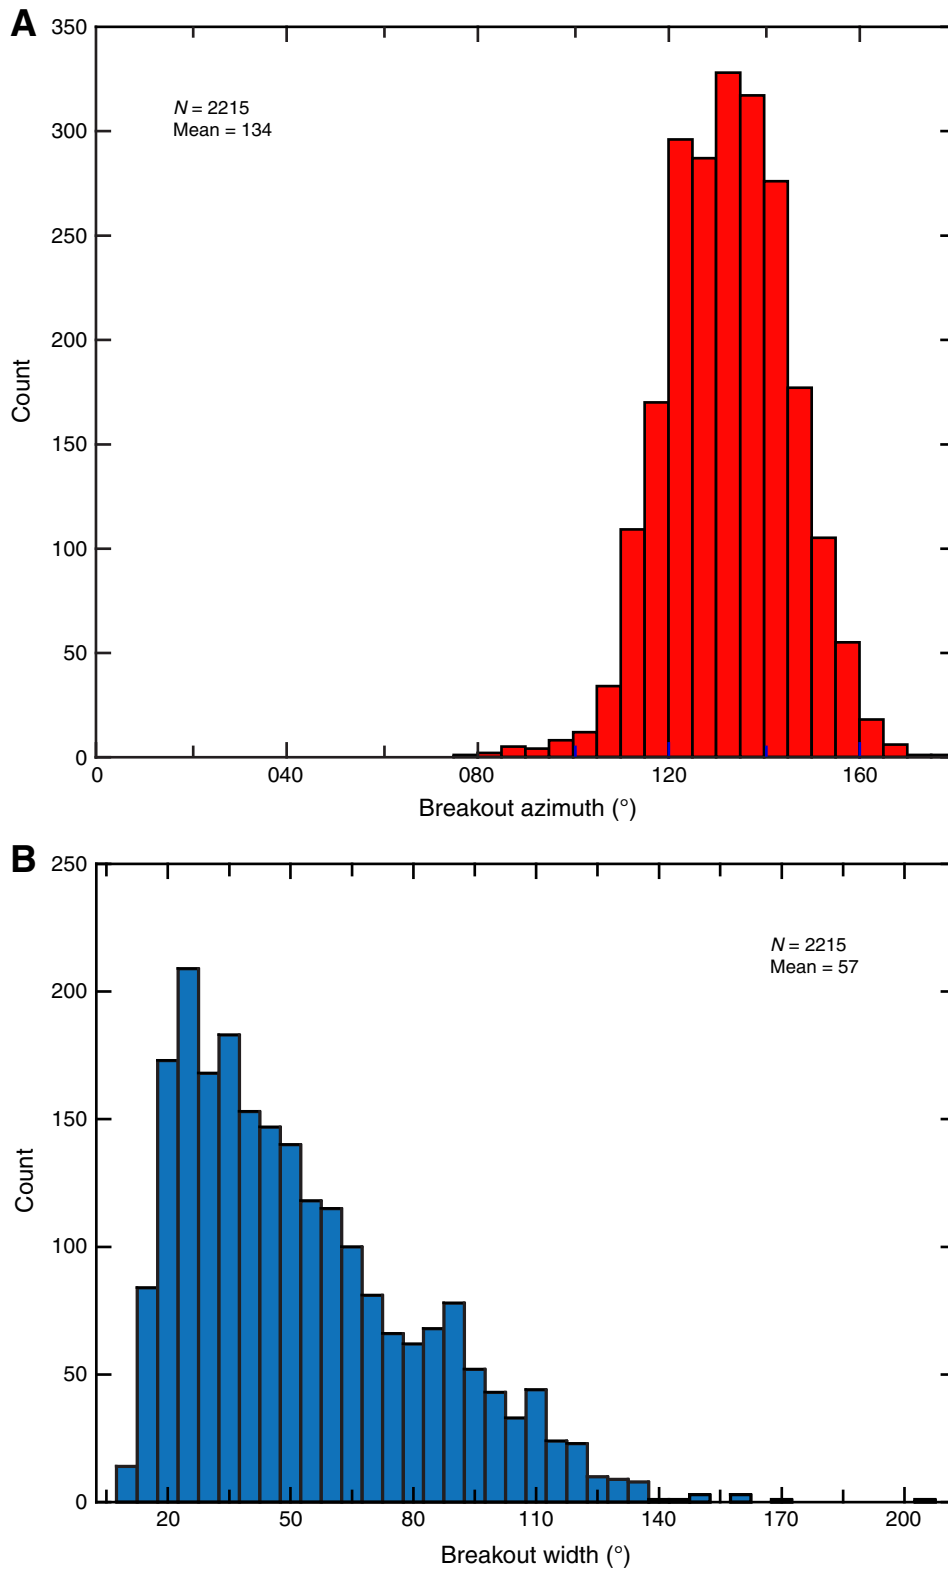 A
350
300
250
200
150
100
50
0
Count
N = 2215
Mean = 134
0 040 080 120 160
Breakout azimuth (°)
B
250
200
150
100
50
0
Count
N = 2215
Mean = 57
20 50 80 110 140 170 200
Breakout width (°)